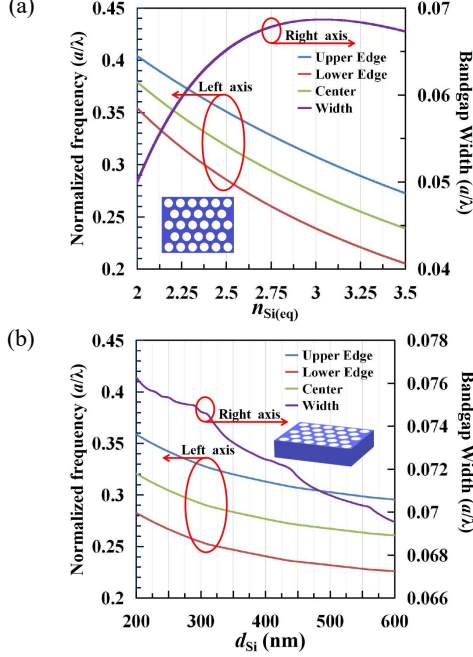 (a)
Normalized frequency (a/λ)
0.45
0.4
0.35
0.3
0.25
0.2
Right axis
Left axis
Upper Edge
Lower Edge
Center
Width
0.07
0.06
0.05
0.04
Bandgap Width (a/λ)
2 2.25 2.5 2.75 3 3.25 3.5
nSi(eq)
(b)
Normalized frequency (a/λ)
0.45
0.4
0.35
0.3
0.25
0.2
Upper Edge
Lower Edge
Center
Width
Right axis
Left axis
0.078
0.076
0.074
0.072
0.07
0.068
0.066
Bandgap Width (a/λ)
200 300 400 500 600
dSi (nm)